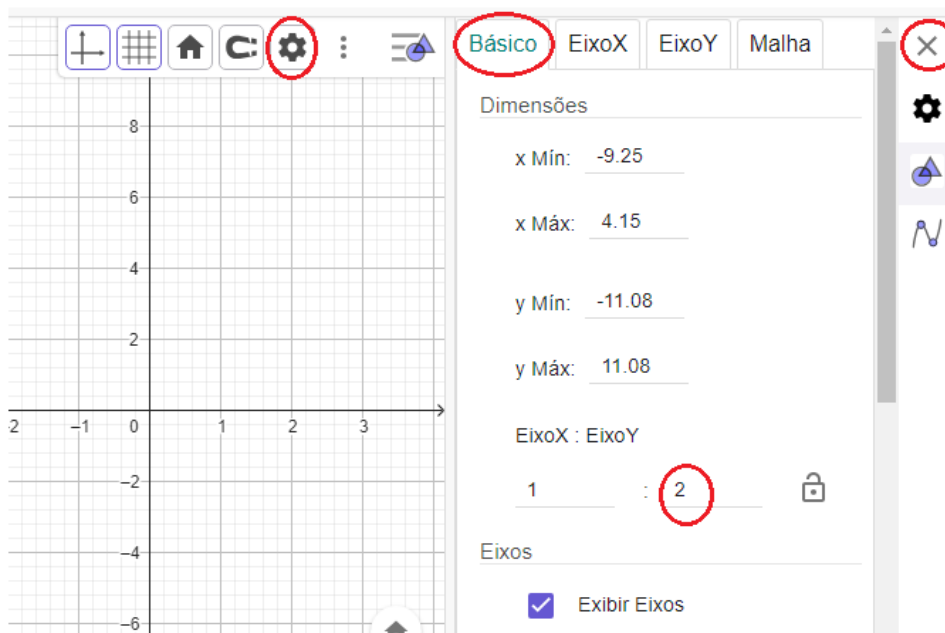 Básico EixoX EixoY Malha
Dimensões
x Mín: -9.25
x Máx: 4.15
y Mín: -11.08
y Máx: 11.08
EixoX : EixoY
1 : 2
Eixos
Exibir Eixos
8
6
4
2
2 –1 0 1 2 3
–2
–4
–6